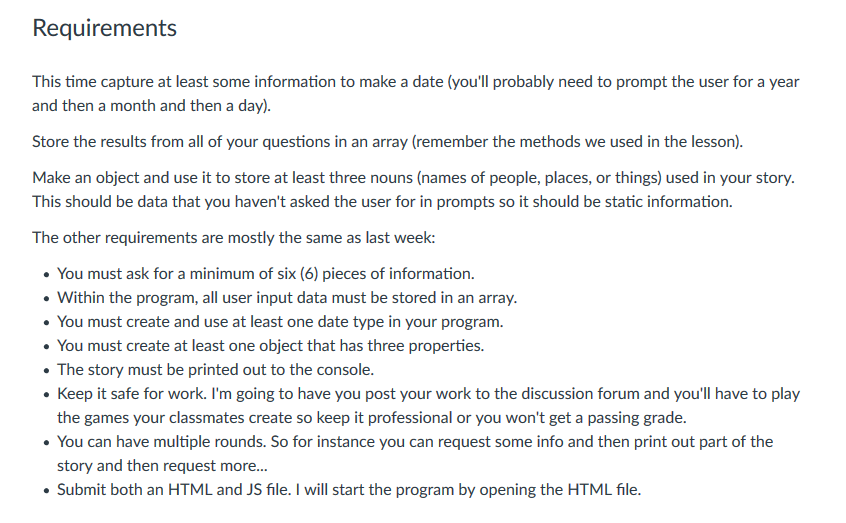 Requirements
This time capture at least some information to make a date (you'll probably need to prompt the user for a year
and then a month and then a day).
Store the results from all of your questions in an array (remember the methods we used in the lesson).
Make an object and use it to store at least three nouns (names of people, places, or things) used in your story.
This should be data that you haven't asked the user for in prompts so it should be static information.
The other requirements are mostly the same as last week:
• You must ask for a minimum of six (6) pieces of information.
• Within the program, all user input data must be stored in an array.
• You must create and use at least one date type in your program.
• You must create at least one object that has three properties.
• The story must be printed out to the console.
• Keep it safe for work. I'm going to have you post your work to the discussion forum and you'll have to play
the games your classmates create so keep it professional or you won't get a passing grade.
• You can have multiple rounds. So for instance you can request some info and then print out part of the
story and then request more...
• Submit both an HTML and JS file. I will start the program by opening the HTML file.